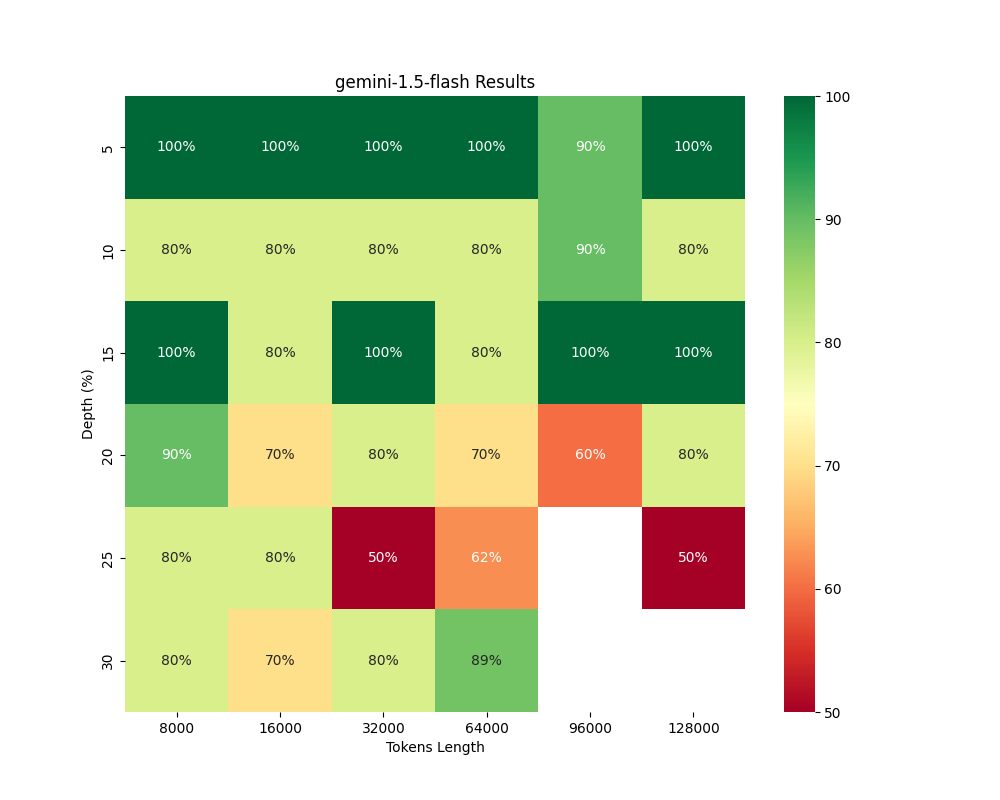 gemini-1.5-flash Results
5 100% 100% 100% 100% 90% 100%
10 80% 80% 80% 80% 90% 80%
15 100% 80% 100% 80% 100% 100%
20 90% 70% 80% 70% 60% 80%
25 80% 80% 50% 62% 50%
30 80% 70% 80% 89%
Depth (%)
8000 16000 32000 64000 96000 128000
Tokens Length
100
90
80
70
60
50